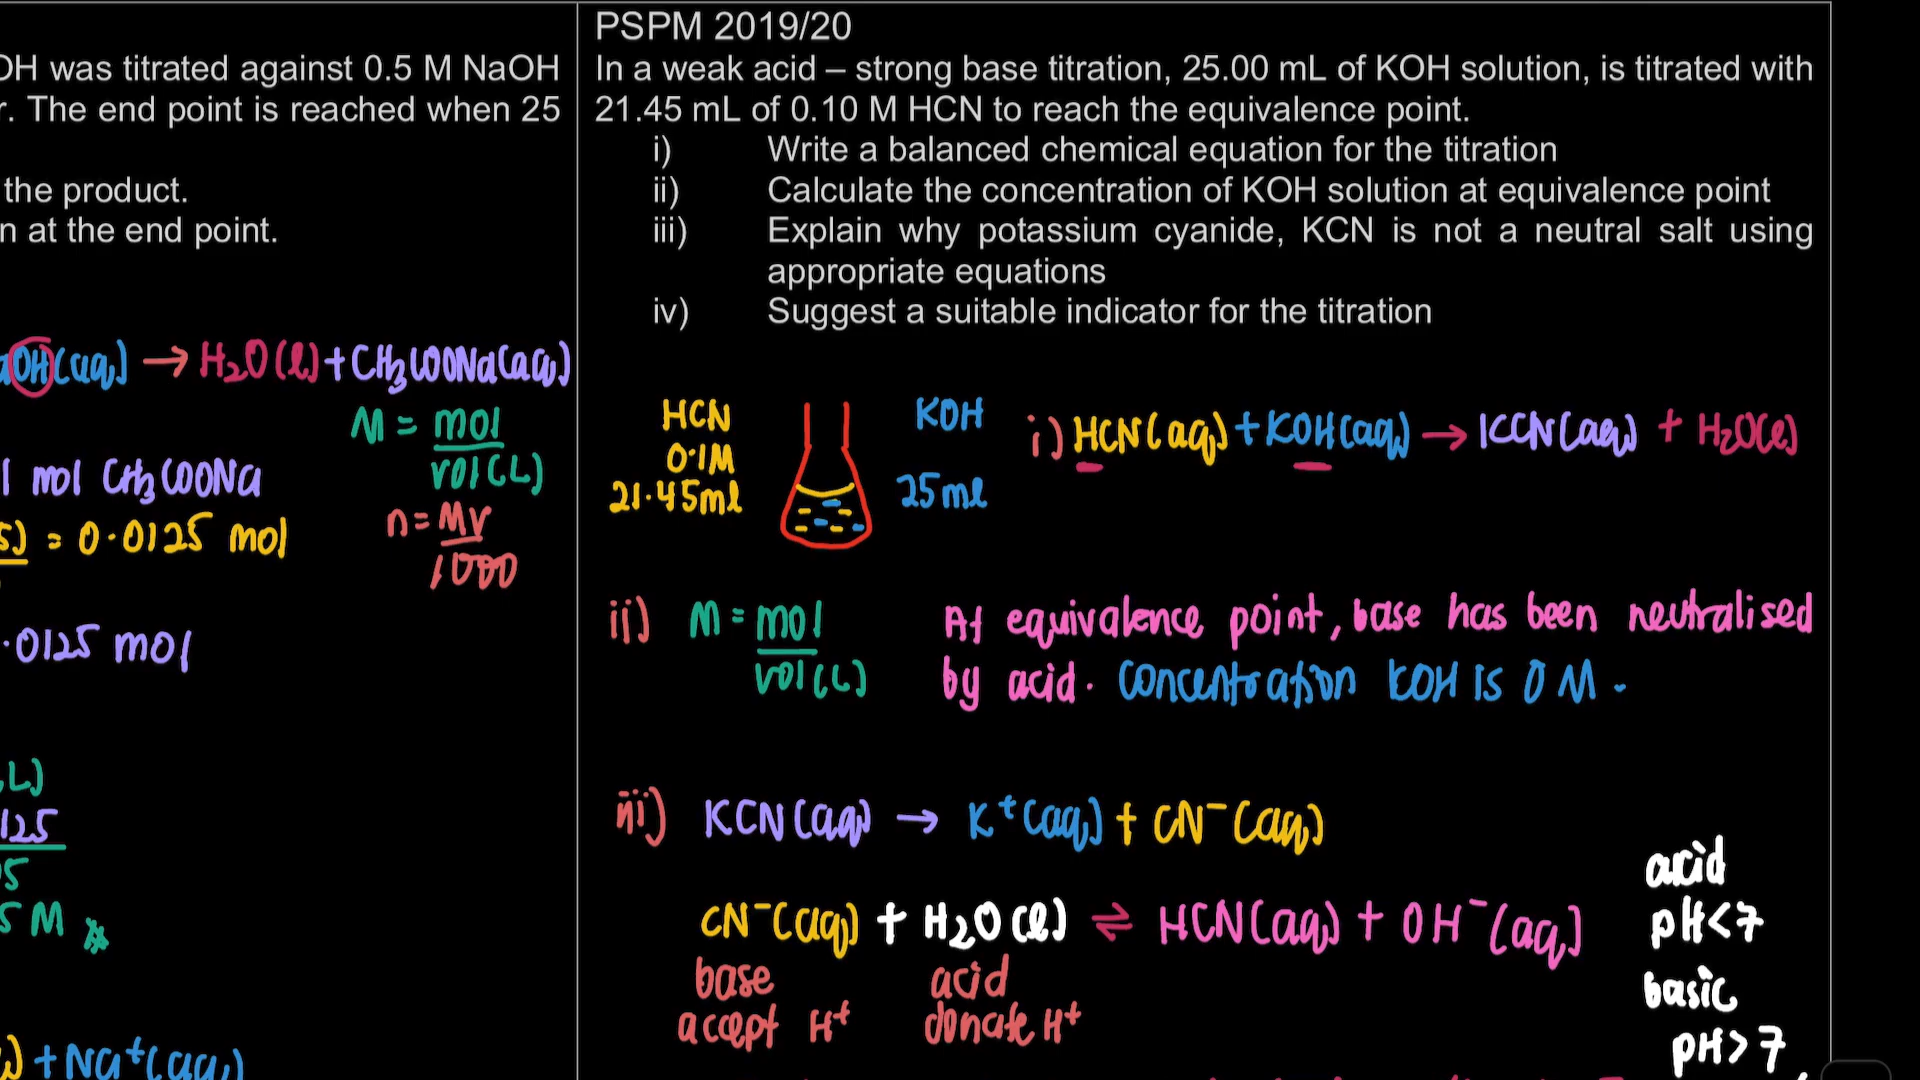 OH was titrated against 0.5 M NaOH
r. The end point is reached when 25
the product.
n at the end point.
OH(aq) → H₂O(l) + CH₃COONa(aq)
M = mol
vol(L)
1 mol CH₃COONa
n = MV
1000
= 0.0125 mol
.0125 mol
L)
125
5
5 M
+ Na⁺(aq)
PSPM 2019/20
In a weak acid – strong base titration, 25.00 mL of KOH solution, is titrated with
21.45 mL of 0.10 M HCN to reach the equivalence point.
i) Write a balanced chemical equation for the titration
ii) Calculate the concentration of KOH solution at equivalence point
iii) Explain why potassium cyanide, KCN is not a neutral salt using
appropriate equations
iv) Suggest a suitable indicator for the titration
HCN
0.1M
21.45ml
KOH
25ml
i) HCN(aq) + KOH(aq) → KCN(aq) + H₂O(l)
ii) M = mol
vol(L)
At equivalence point, base has been neutralised
by acid. Concentration KOH is 0 M.
iii) KCN(aq) → K⁺(aq) + CN⁻(aq)
CN⁻(aq) + H₂O(l) ⇌ HCN(aq) + OH⁻(aq)
base
accept H⁺
acid
donate H⁺
acid
pH<7
basic
pH>7